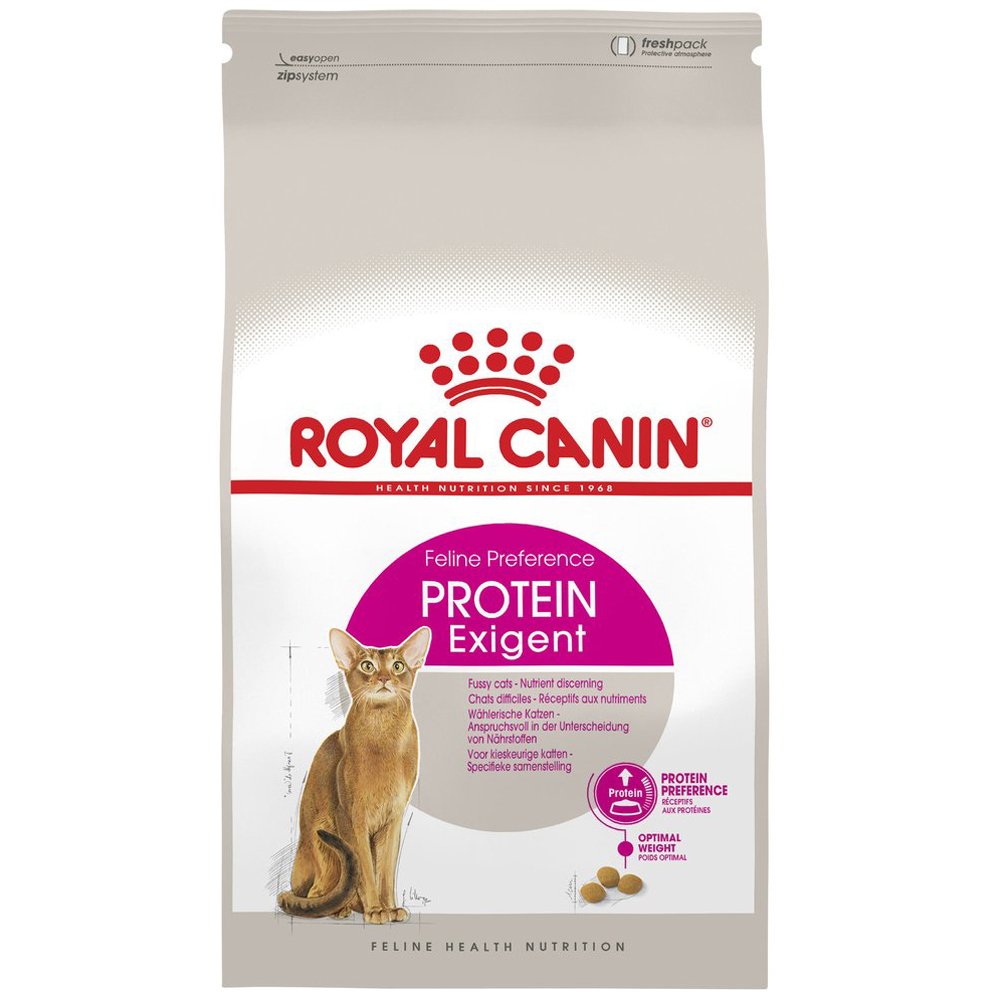 easyopen
zipsystem
freshpack
Protective atmosphere
ROYAL CANIN®
HEALTH NUTRITION SINCE 1968
Feline Preference
PROTEIN
Exigent
Fussy cats - Nutrient discerning
Chats difficiles - Réceptifs aux nutriments
Wählerische Katzen -
Anspruchsvoll in der Unterscheidung
von Nährstoffen
Voor kieskeurige katten -
Specifieke samenstelling
Protein
PROTEIN
PREFERENCE
RÉCEPTIFS
AUX PROTÉINES
OPTIMAL
WEIGHT
POIDS OPTIMAL
FELINE HEALTH NUTRITION